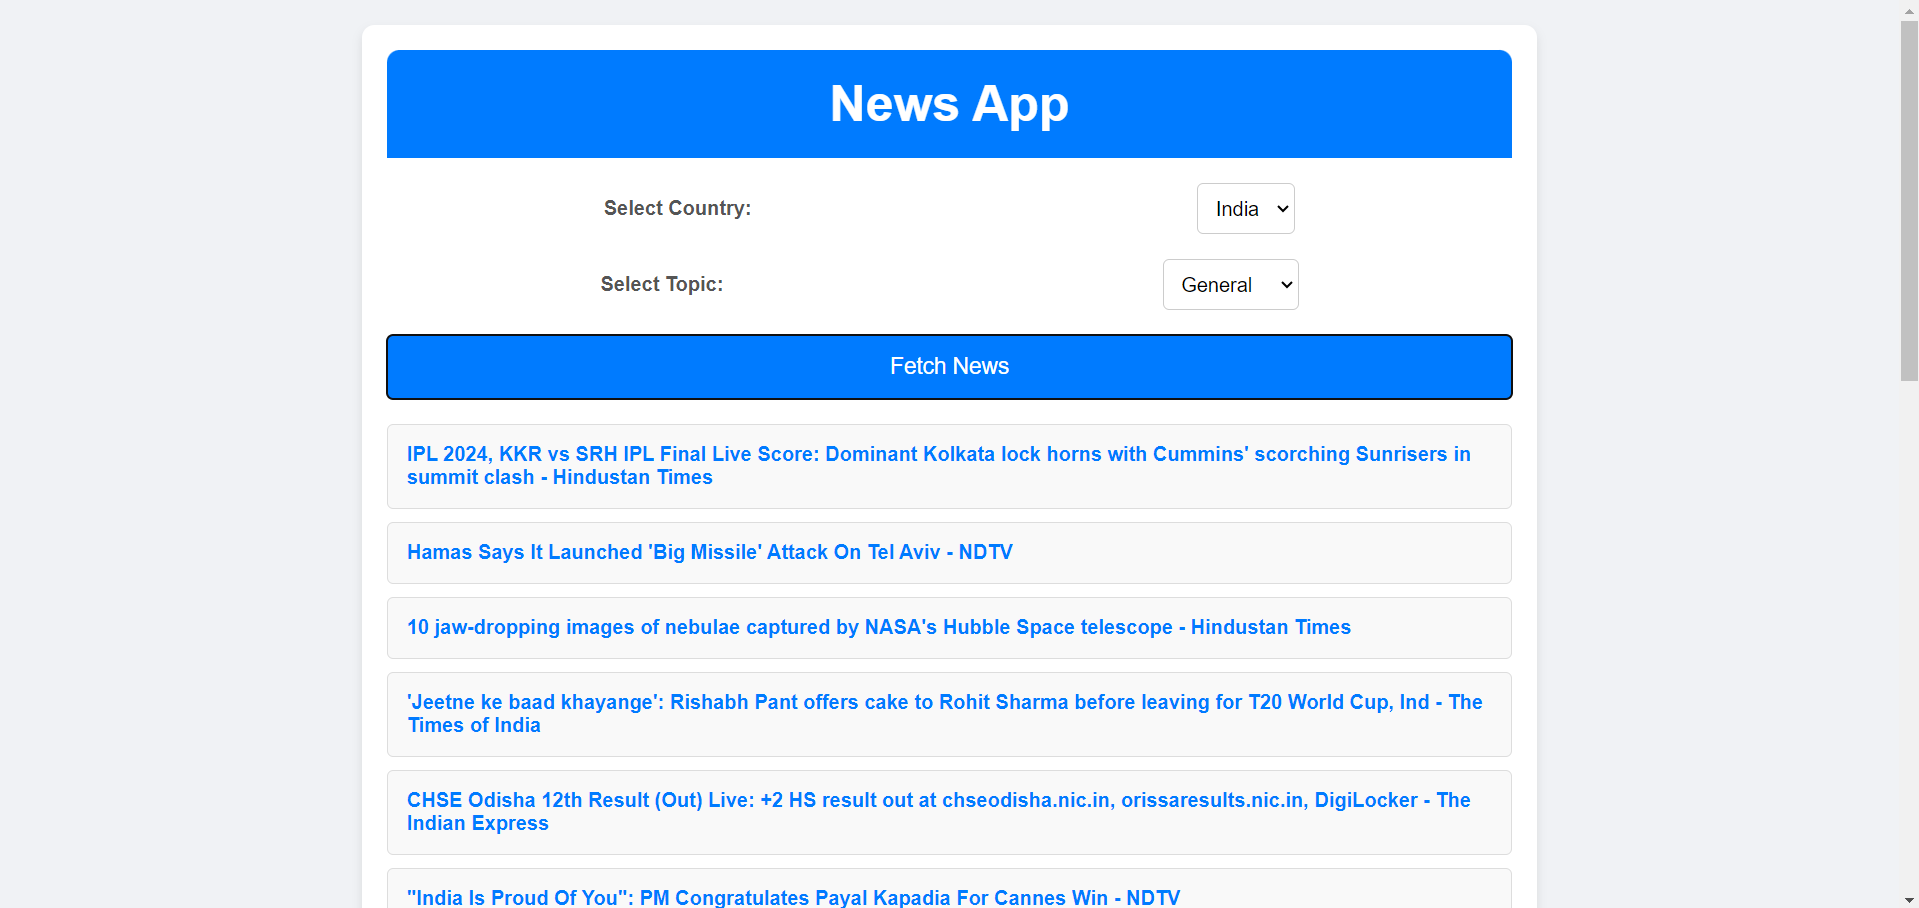 News App
Select Country:
India
Select Topic:
General
Fetch News
IPL 2024, KKR vs SRH IPL Final Live Score: Dominant Kolkata lock horns with Cummins' scorching Sunrisers in
summit clash - Hindustan Times
Hamas Says It Launched 'Big Missile' Attack On Tel Aviv - NDTV
10 jaw-dropping images of nebulae captured by NASA's Hubble Space telescope - Hindustan Times
'Jeetne ke baad khayange': Rishabh Pant offers cake to Rohit Sharma before leaving for T20 World Cup, Ind - The
Times of India
CHSE Odisha 12th Result (Out) Live: +2 HS result out at chseodisha.nic.in, orissaresults.nic.in, DigiLocker - The
Indian Express
"India Is Proud Of You": PM Congratulates Payal Kapadia For Cannes Win - NDTV